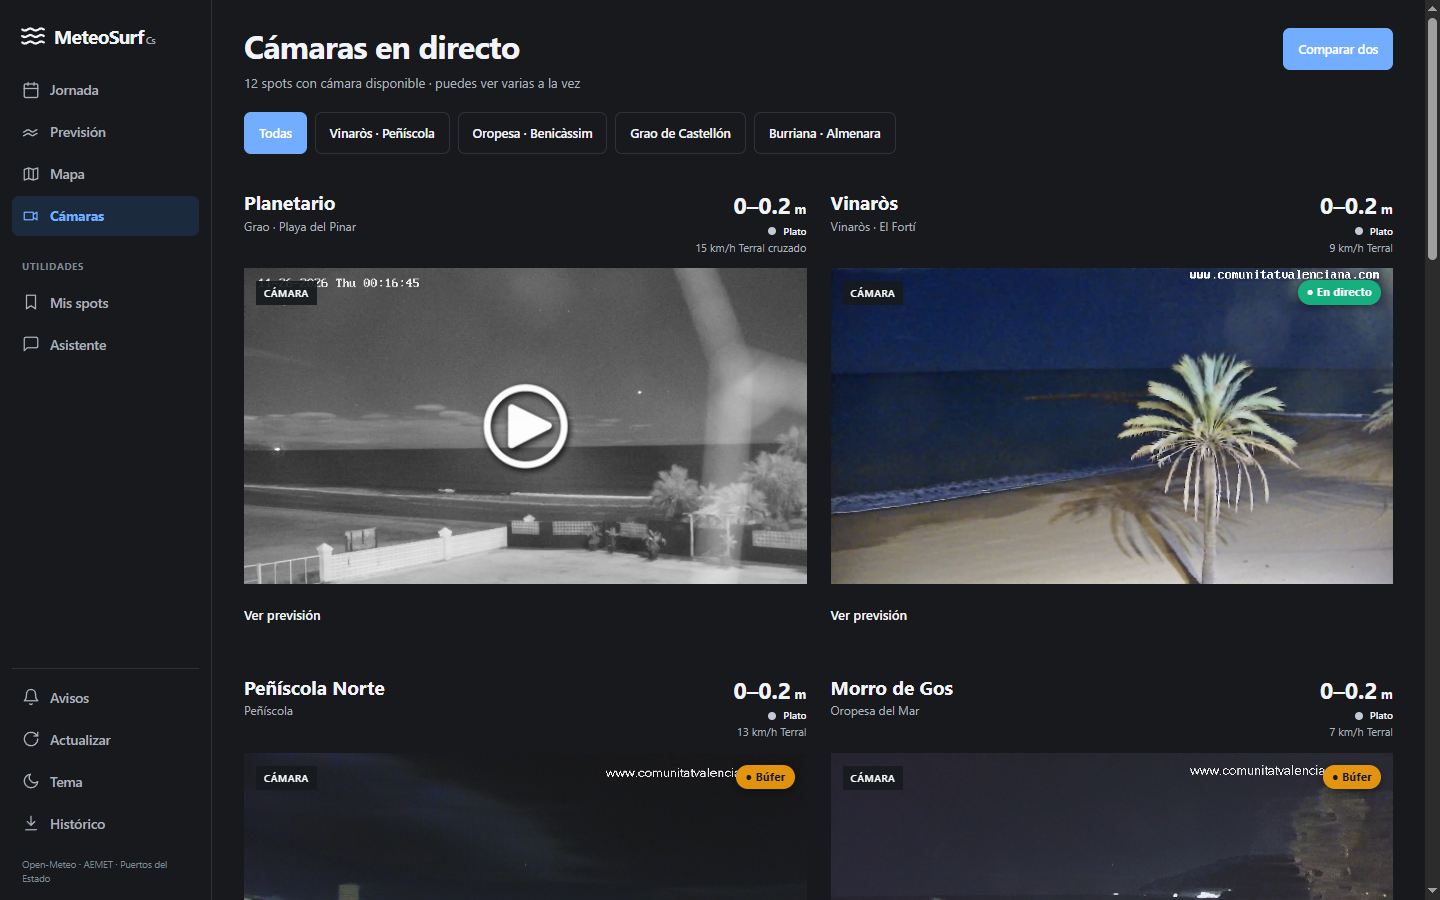 MeteoSurf Cs
Jornada
Previsión
Mapa
Cámaras
UTILIDADES
Mis spots
Asistente
Avisos
Actualizar
Tema
Histórico
Open-Meteo · AEMET · Puertos del
Estado
Cámaras en directo
12 spots con cámara disponible · puedes ver varias a la vez
Comparar dos
Todas
Vinaròs · Peñíscola
Oropesa · Benicàssim
Grao de Castellón
Burriana · Almenara
Planetario
Grao · Playa del Pinar
0–0.2 m
Plato
15 km/h Terral cruzado
Thu 00:16:45
CÁMARA
Ver previsión
Vinaròs
Vinaròs · El Fortí
0–0.2 m
Plato
9 km/h Terral
www.comunitatvalenciana.com
CÁMARA
En directo
Ver previsión
Peñíscola Norte
Peñíscola
0–0.2 m
Plato
13 km/h Terral
CÁMARA
www.comunitatvalencia
Búfer
Morro de Gos
Oropesa del Mar
0–0.2 m
Plato
7 km/h Terral
CÁMARA
www.comunitatvalencia
Búfer